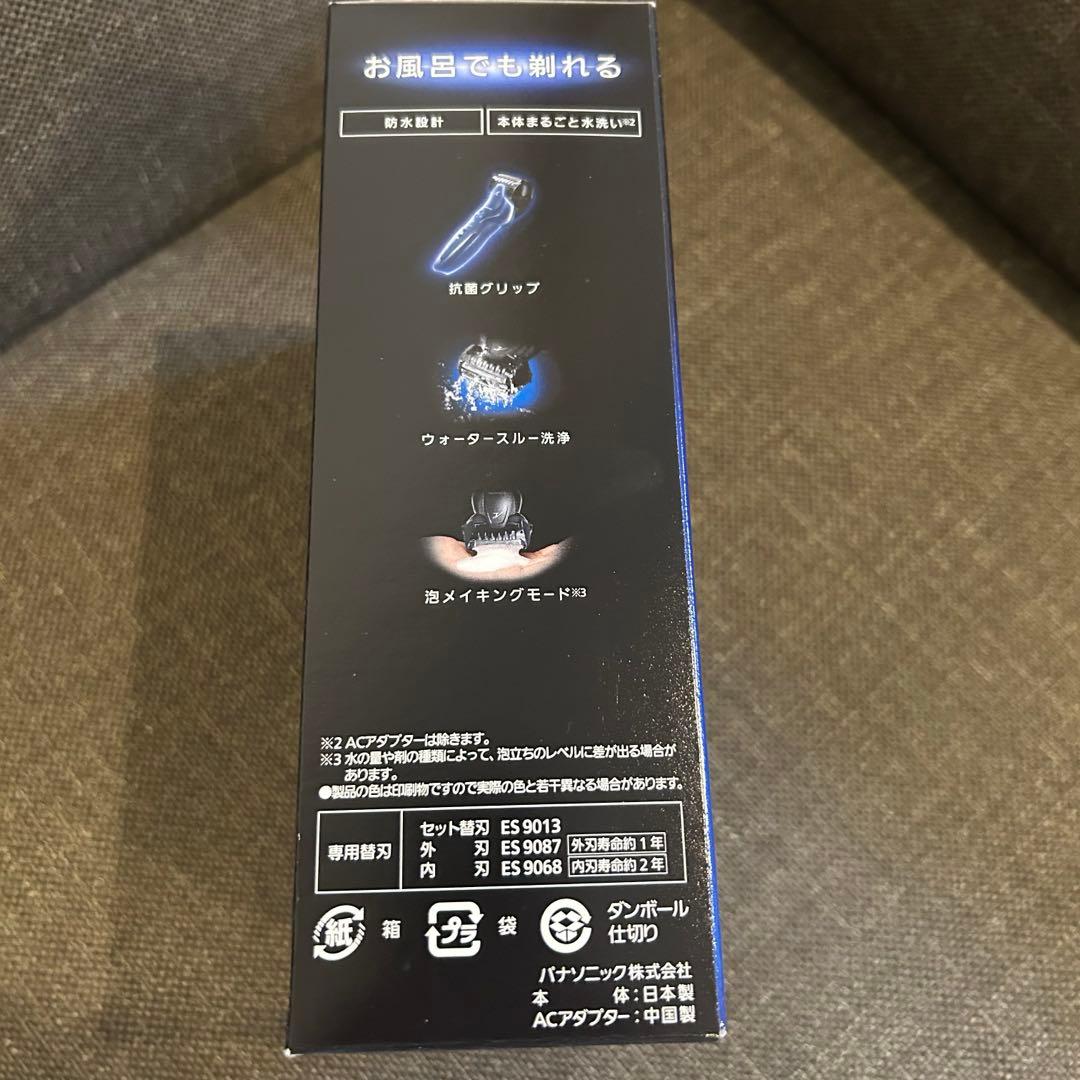 お風呂でも剃れる
防水設計 本体まるごと水洗い※2
抗菌グリップ
ウォータースルー洗浄
泡メイキングモード※3
※2 ACアダプターは除きます。
※3 水の量や剤の種類によって、泡立ちのレベルに差が出る場合が
あります。
●製品の色は印刷物ですので実際の色と若干異なる場合があります。
専用替刃
セット替刃 ES9013
外 刃 ES9087 外刃寿命約1年
内 刃 ES9068 内刃寿命約2年
紙 箱 プラ 袋 ダンボール
仕切り
パナソニック株式会社
本 体:日本製
ACアダプター:中国製